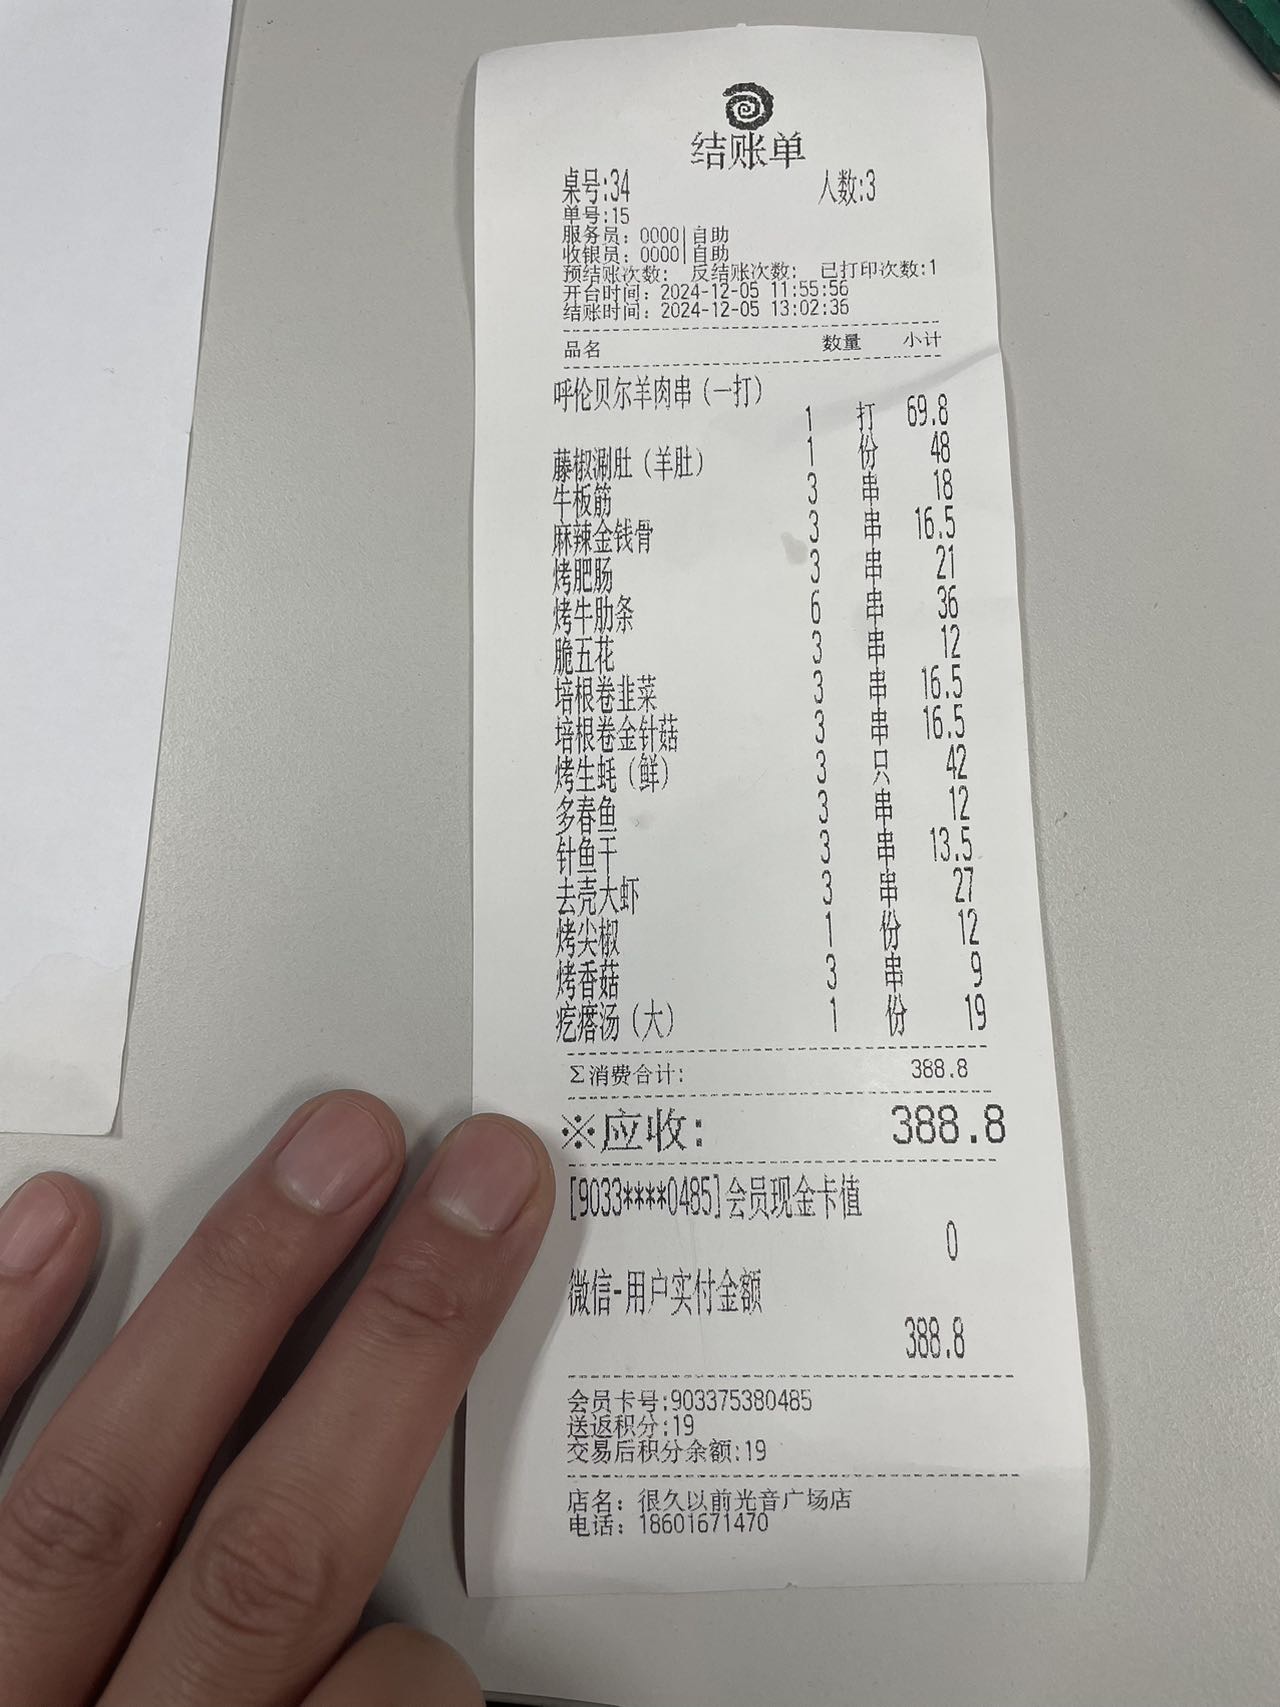 结账单
桌号:34 人数:3
单号:15
服务员: 0000|自助
收银员: 0000|自助
预结账次数: 反结账次数: 已打印次数:1
开台时间: 2024-12-05 11:55:56
结账时间: 2024-12-05 13:02:36
品名 数量 小计
呼伦贝尔羊肉串(一打)
1 打 69.8
藤椒涮肚(羊肚) 1 份 48
牛板筋 3 串 18
麻辣金钱骨 3 串 16.5
烤肥肠 3 串 21
烤牛肋条 6 串 36
脆五花 3 串 12
培根卷韭菜 3 串 16.5
培根卷金针菇 3 串 16.5
烤生蚝(鲜) 3 只 42
多春鱼 3 串 12
针鱼干 3 串 13.5
去壳大虾 3 串 27
烤尖椒 1 份 12
烤香菇 3 串 9
疙瘩汤(大) 1 份 19
Σ消费合计: 388.8
※应收: 388.8
[9033****0485]会员现金卡值
0
微信-用户实付金额
388.8
会员卡号:903375380485
送返积分:19
交易后积分余额:19
店名: 很久以前光音广场店
电话: 18601671470